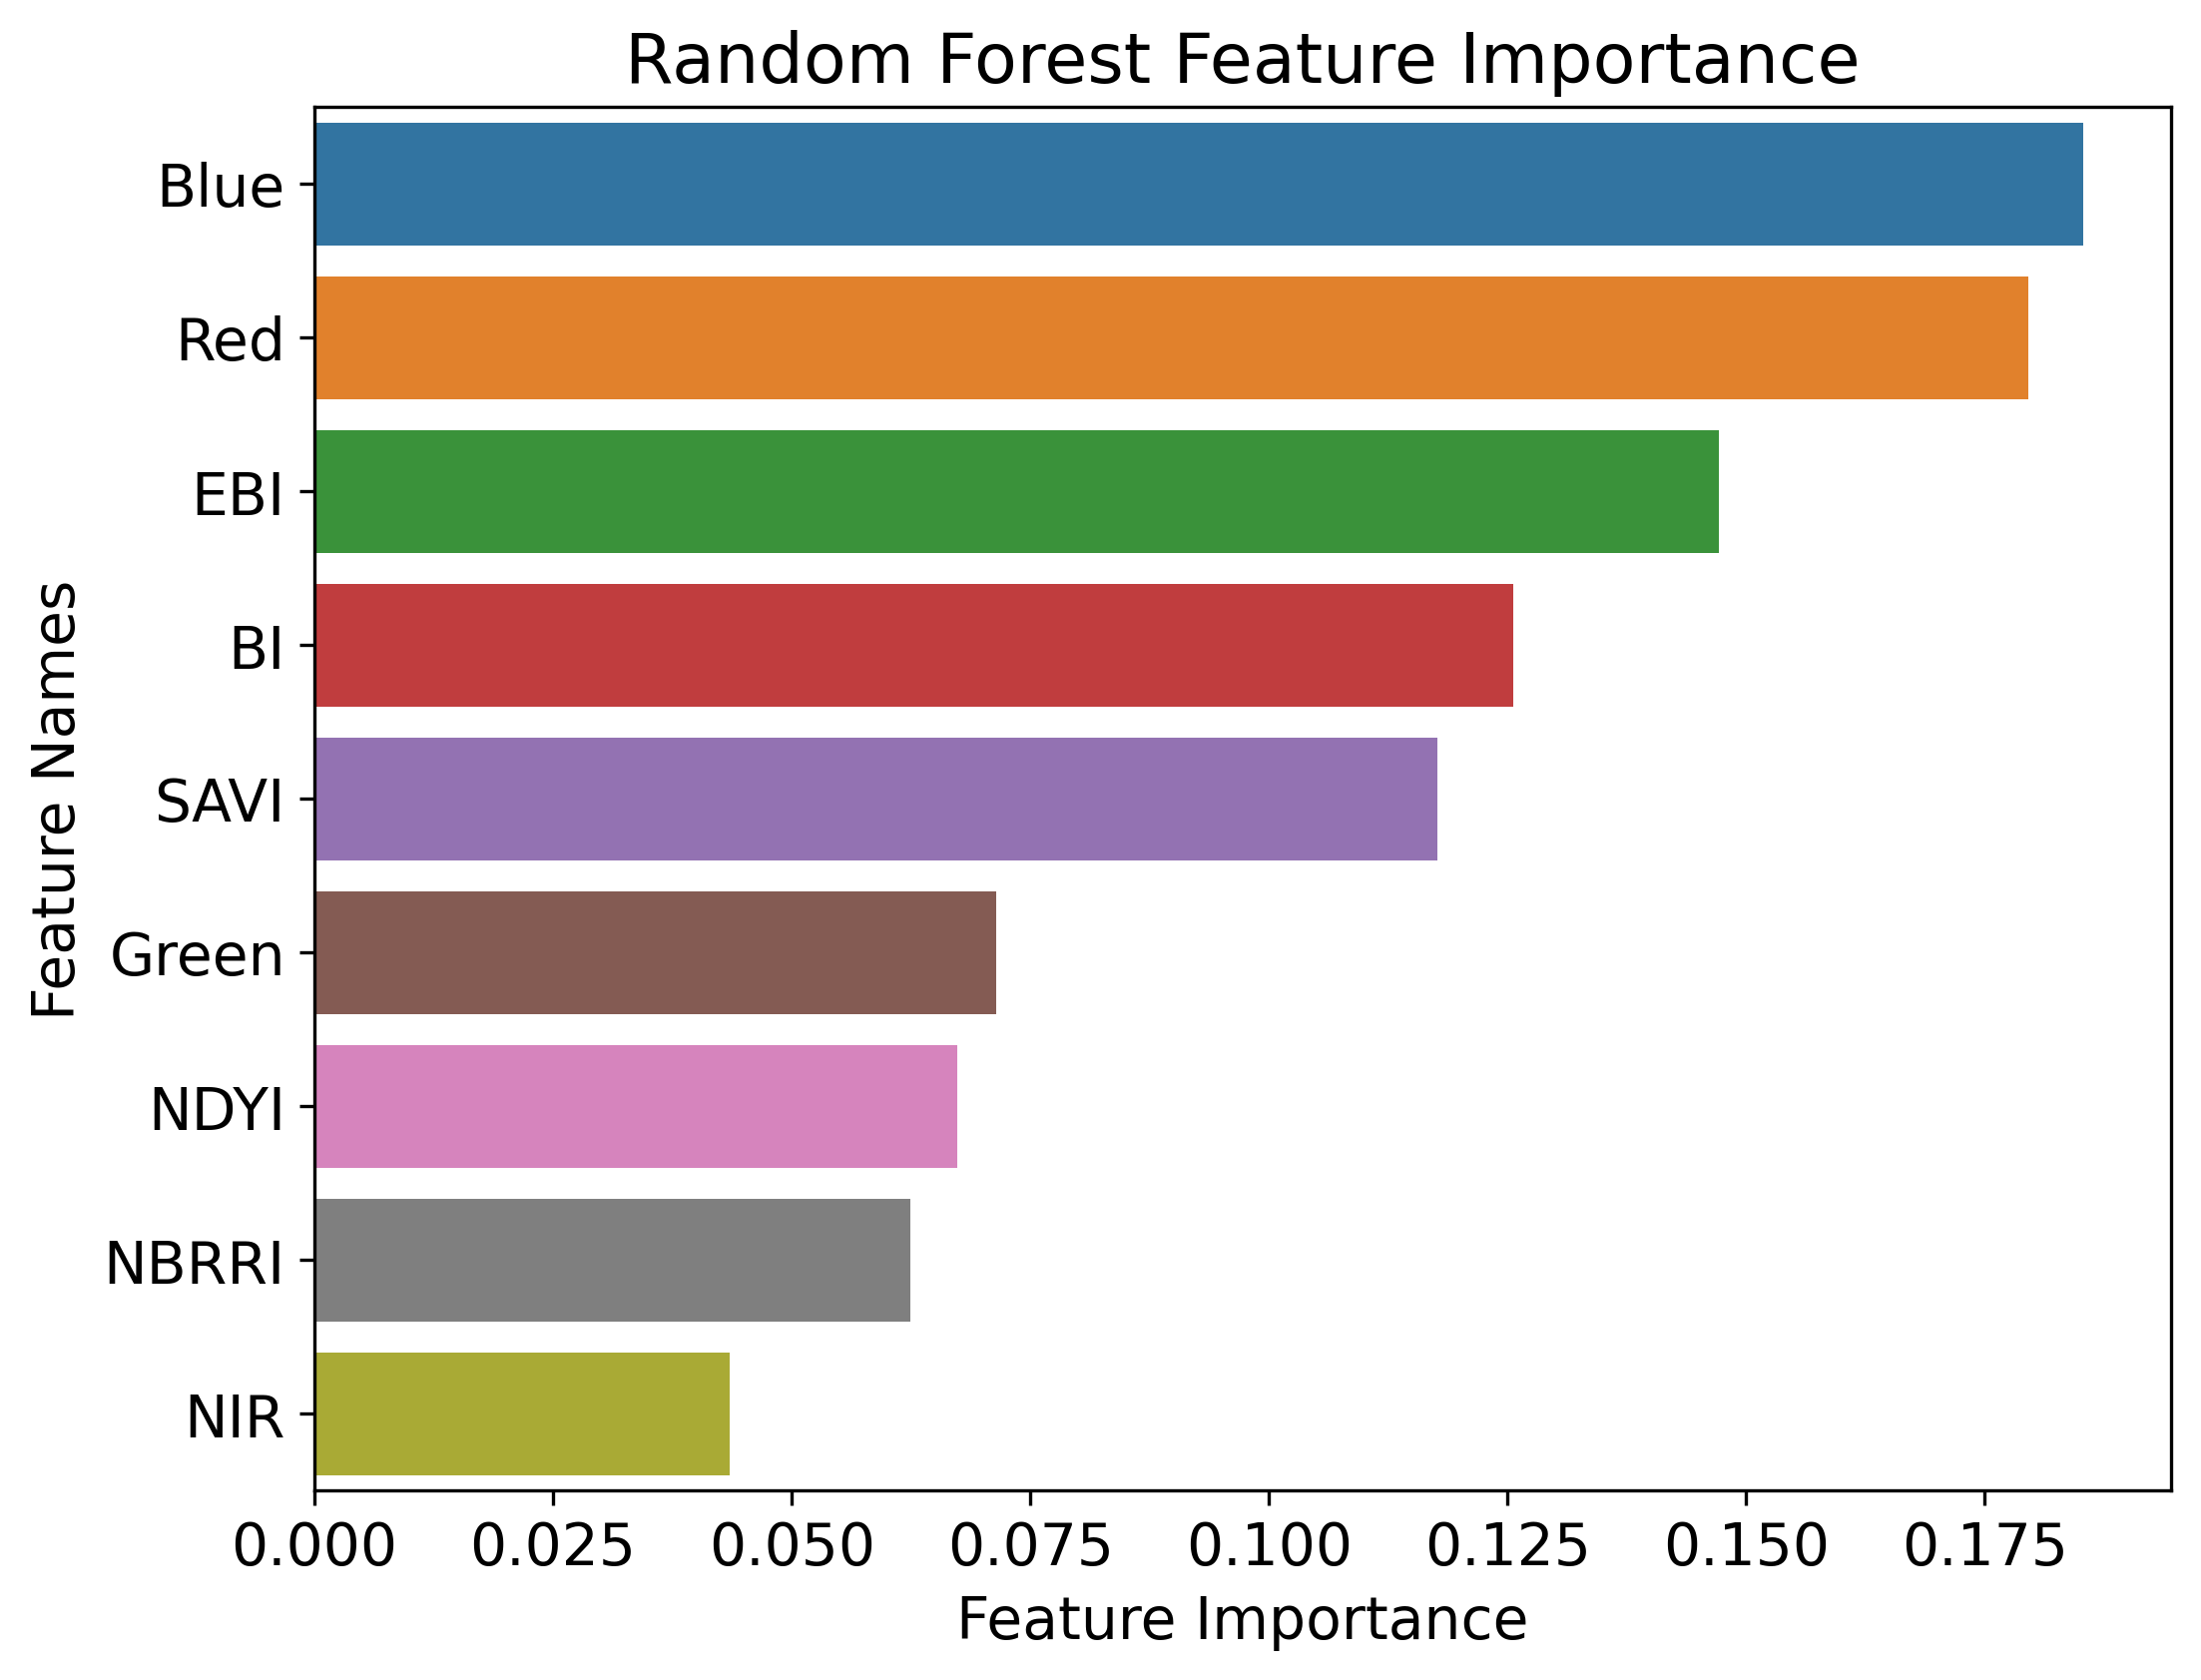 Random Forest Feature Importance
Feature Names
Blue
Red
EBI
BI
SAVI
Green
NDYI
NBRRI
NIR
0.000 0.025 0.050 0.075 0.100 0.125 0.150 0.175
Feature Importance